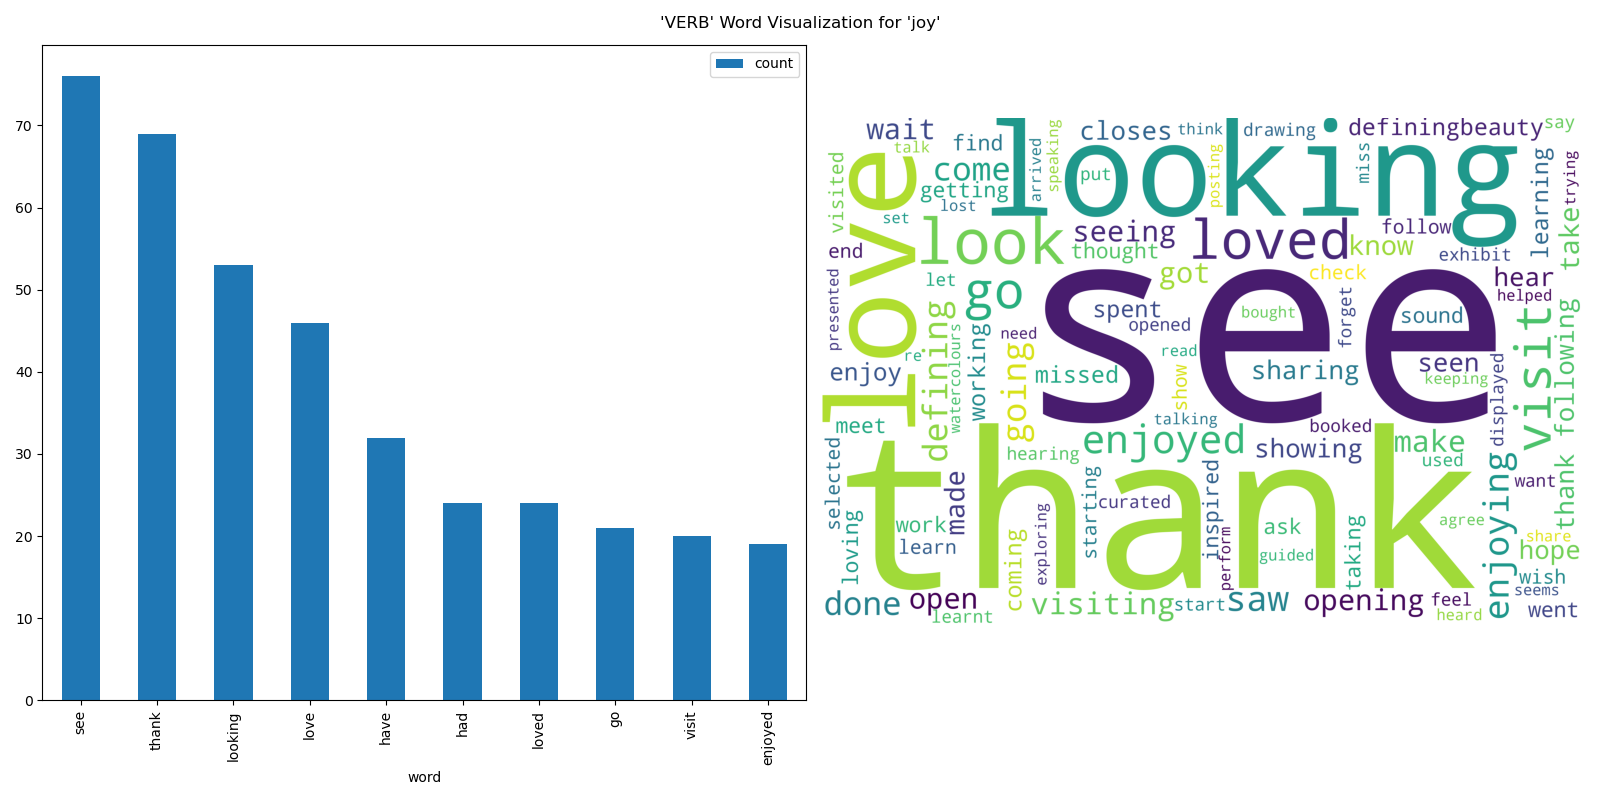 'VERB' Word Visualization for 'joy'
count
70
60
50
40
30
20
10
0
see
thank
looking
love
have
had
loved
go
visit
enjoyed
word
see
thank
looking
love
loved
look
go
visit
wait
talk
find
come
getting
lost
set
visited
end
arrived
speaking
closes
think
drawing
put
posting
definingbeauty
say
miss
learning
trying
take
seeing
thought
got
know
follow
exhibit
check
hear
helped
let
presented
re
enjoy
defining
watercolours
working
need
going
spent
opened
missed
read
show
bought
forget
sound
sharing
seen
keeping
displayed
following
talking
booked
meet
hearing
enjoyed
showing
make
used
selected
made
work
learn
loving
starting
curated
exploring
coming
inspired
perform
ask
guided
taking
agree
enjoying
want
thank
share
hope
wish
seems
went
done
open
learnt
visiting
start
saw
opening
feel
heard